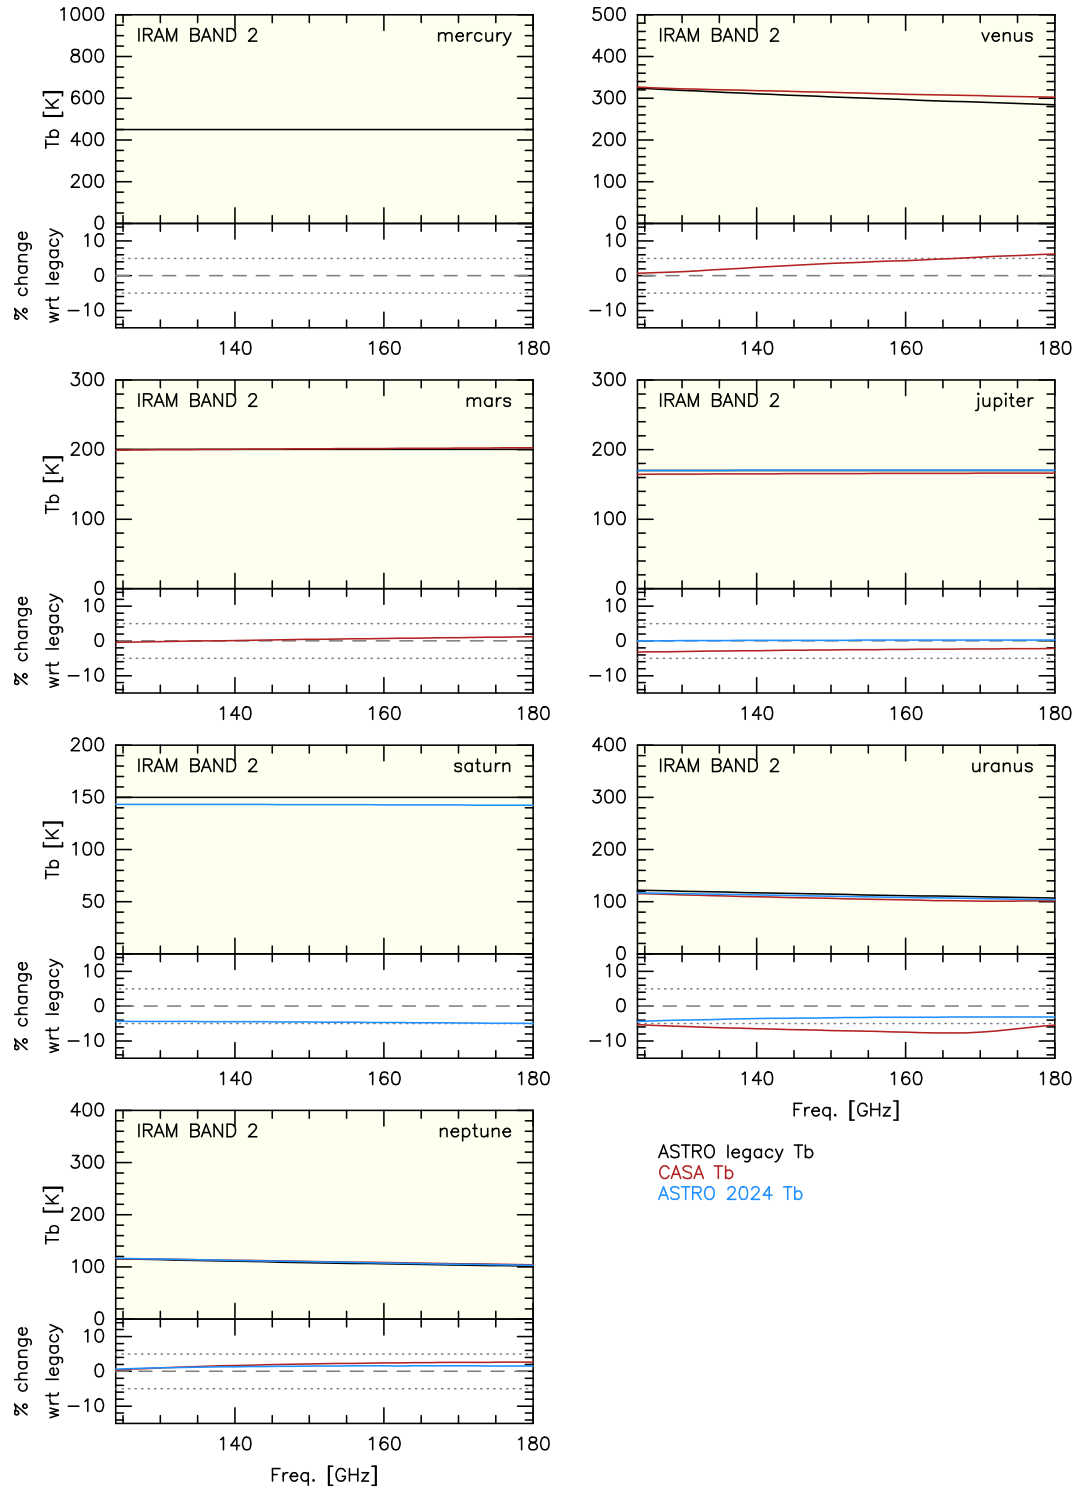 1000
800
600
400
200
0
Tb [K]
IRAM BAND 2
mercury
10
0
−10
% change
wrt legacy
140
160
180
500
400
300
200
100
0
IRAM BAND 2
venus
10
0
−10
140
160
180
300
200
100
0
Tb [K]
IRAM BAND 2
mars
10
0
−10
% change
wrt legacy
140
160
180
300
200
100
0
IRAM BAND 2
jupiter
10
0
−10
140
160
180
200
150
100
50
0
Tb [K]
IRAM BAND 2
saturn
10
0
−10
% change
wrt legacy
140
160
180
400
300
200
100
0
IRAM BAND 2
uranus
10
0
−10
140
160
180
Freq. [GHz]
400
300
200
100
0
Tb [K]
IRAM BAND 2
neptune
10
0
−10
% change
wrt legacy
140
160
180
Freq. [GHz]
ASTRO legacy Tb
CASA Tb
ASTRO 2024 Tb